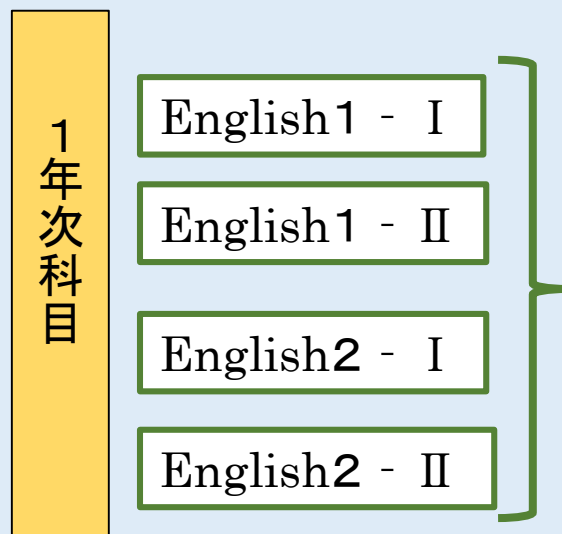 １年次科目
English１‐Ⅰ
English１‐Ⅱ
English２‐Ⅰ
English２‐Ⅱ